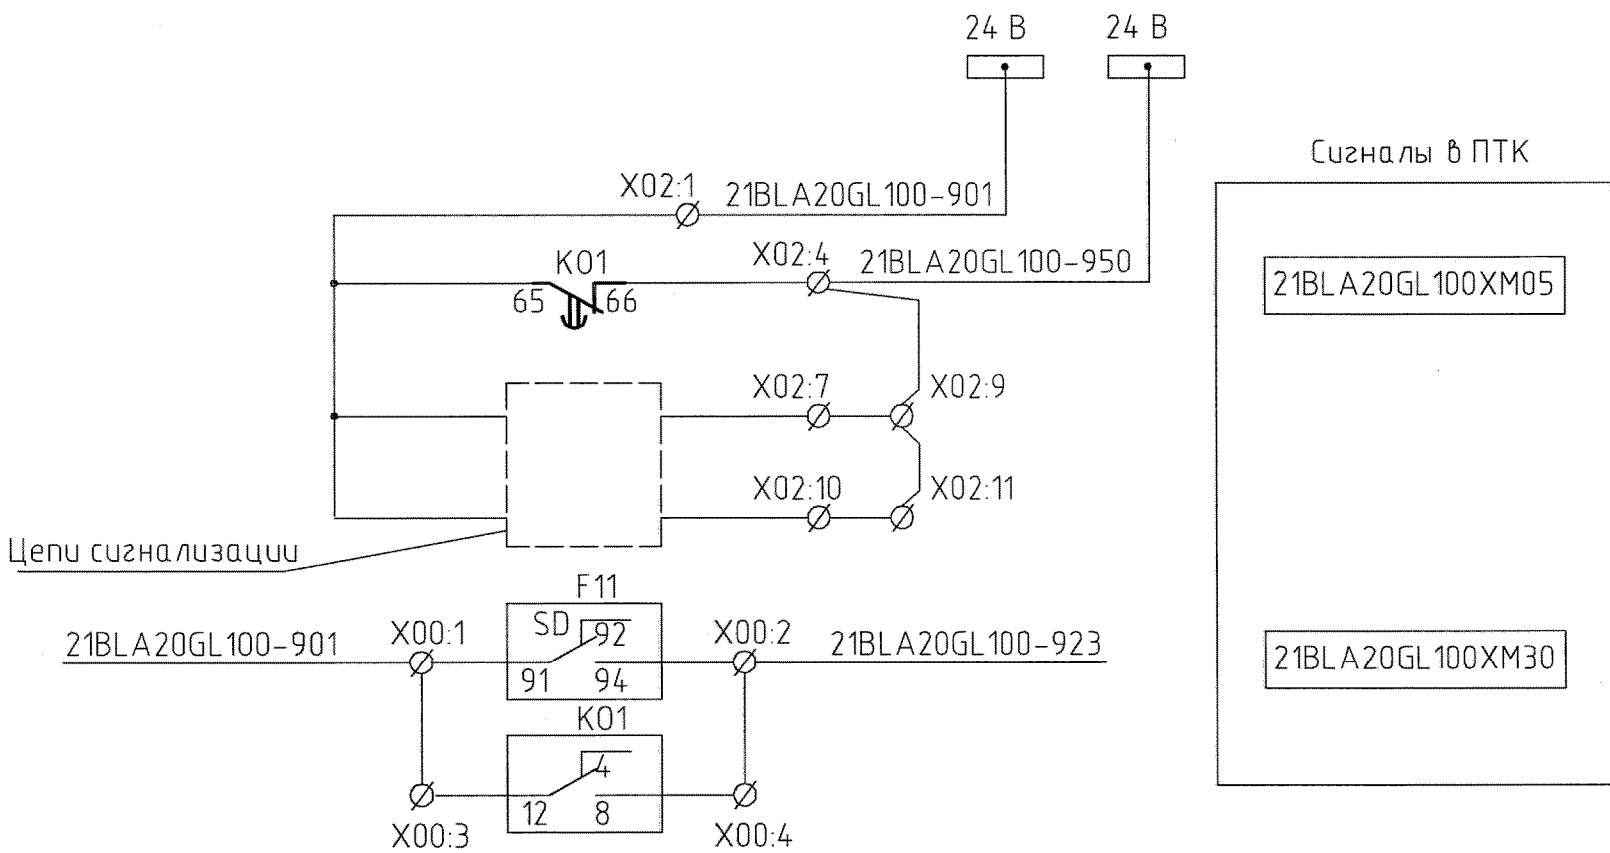 24 В
24 В
Сигналы в ПТК
X02:1
21BLA20GL100-901
K01
X02:4
21BLA20GL100-950
65
66
21BLA20GL100XM05
X02:7
X02:9
X02:10
X02:11
Цепи сигнализации
F11
SD
92
21BLA20GL100-901
X00:1
X00:2
21BLA20GL100-923
91
94
21BLA20GL100XM30
K01
4
12
8
X00:3
X00:4